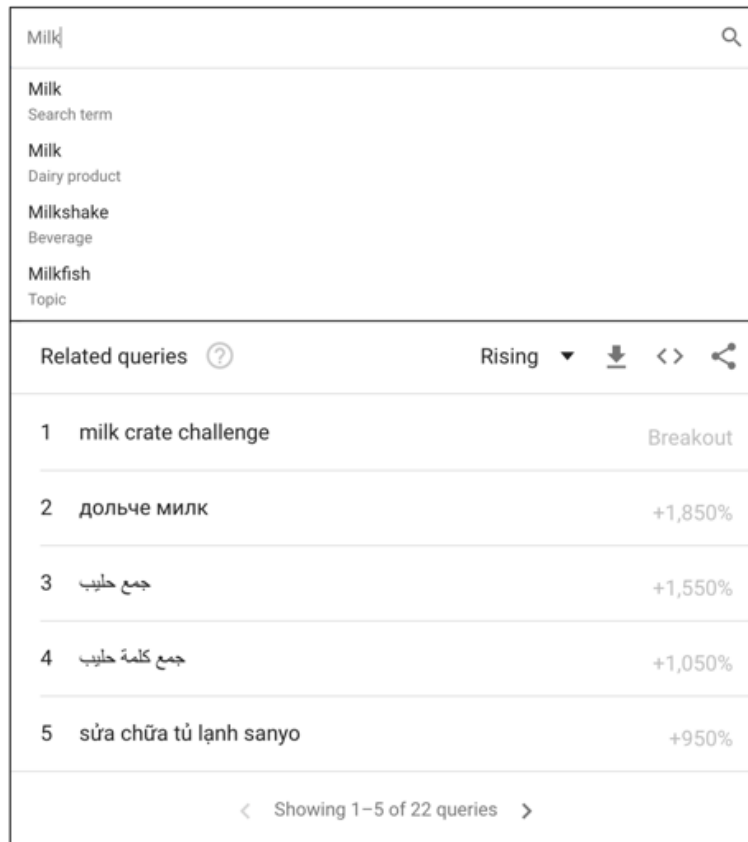 Milk
Milk
Search term
Milk
Dairy product
Milkshake
Beverage
Milkfish
Topic
Related queries ? Rising
1 milk crate challenge Breakout
2 дольче милк +1,850%
3 جمع حليب +1,550%
4 جمع كلمة حليب +1,050%
5 sửa chữa tủ lạnh sanyo +950%
Showing 1–5 of 22 queries